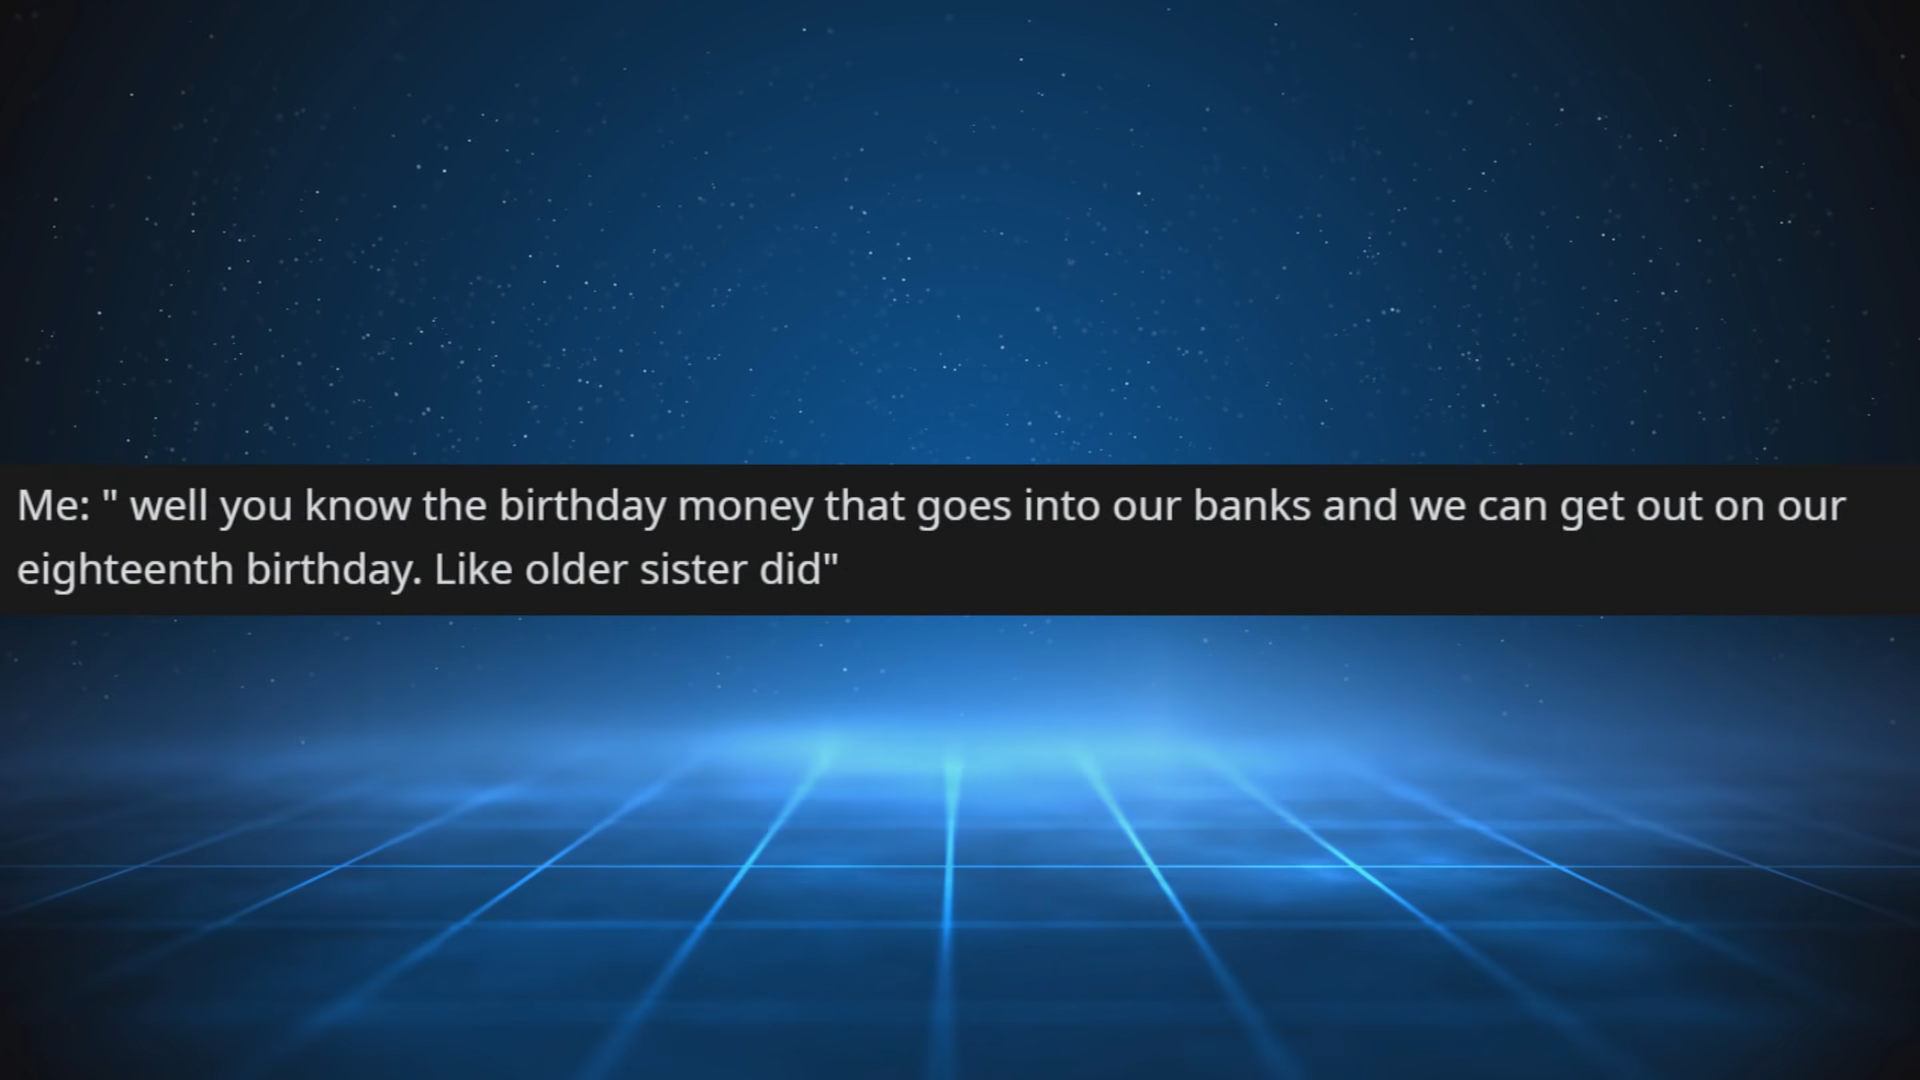 Me: " well you know the birthday money that goes into our banks and we can get out on our
eighteenth birthday. Like older sister did"